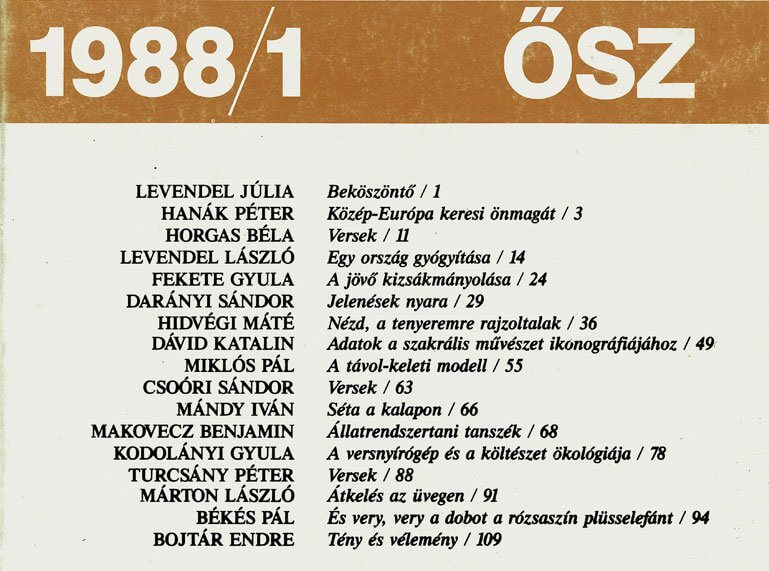 1988/1 ŐSZ
LEVENDEL JÚLIA Beköszöntő / 1
HANÁK PÉTER Közép-Európa keresi önmagát / 3
HORGAS BÉLA Versek / 11
LEVENDEL LÁSZLÓ Egy ország gyógyítása / 14
FEKETE GYULA A jövő kizsákmányolása / 24
DARÁNYI SÁNDOR Jelenések nyara / 29
HIDVÉGI MÁTÉ Nézd, a tenyeremre rajzoltalak / 36
DÁVID KATALIN Adatok a szakrális művészet ikonográfiájához / 49
MIKLÓS PÁL A távol-keleti modell / 55
CSOÓRI SÁNDOR Versek / 63
MÁNDY IVÁN Séta a kalapon / 66
MAKOVECZ BENJAMIN Állatrendszertani tanszék / 68
KODOLÁNYI GYULA A versnyírógép és a költészet ökológiája / 78
TURCSÁNY PÉTER Versek / 88
MÁRTON LÁSZLÓ Átkelés az üvegen / 91
BÉKÉS PÁL És very, very a dobot a rózsaszín plüsselefánt / 94
BOJTÁR ENDRE Tény és vélemény / 109